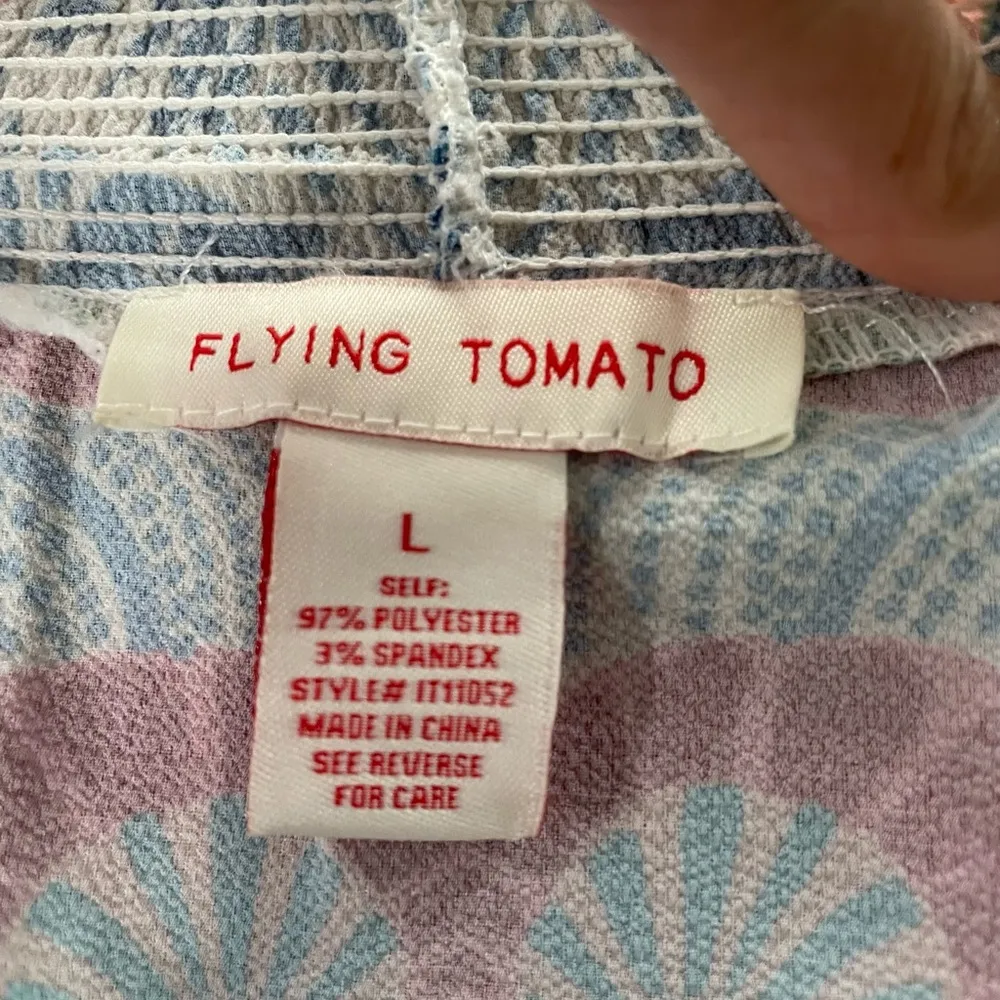 FLYING TOMATO
L
SELF:
97% POLYESTER
3% SPANDEX
STYLE# IT11052
MADE IN CHINA
SEE REVERSE
FOR CARE